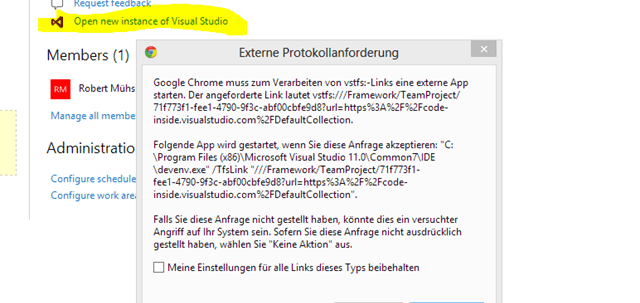 Request feedback
Open new instance of Visual Studio
Members (1)
RM Robert Mühs
Manage all membe
Administratio
Configure schedule
Configure work area
Externe Protokollanforderung
Google Chrome muss zum Verarbeiten von vstfs:-Links eine externe App
starten. Der angeforderte Link lautet vstfs:///Framework/TeamProject/
71f773f1-fee1-4790-9f3c-abf00cbfe9d8?url=https%3A%2F%2Fcode-
inside.visualstudio.com%2FDefaultCollection.
Folgende App wird gestartet, wenn Sie diese Anfrage akzeptieren: "C:
\Program Files (x86)\Microsoft Visual Studio 11.0\Common7\IDE
\devenv.exe" /TfsLink "///Framework/TeamProject/71f773f1-
fee1-4790-9f3c-abf00cbfe9d8?url=https%3A%2F%2Fcode-
inside.visualstudio.com%2FDefaultCollection".
Falls Sie diese Anfrage nicht gestellt haben, könnte dies ein versuchter
Angriff auf Ihr System sein. Sofern Sie diese Anfrage nicht ausdrücklich
gestellt haben, wählen Sie "Keine Aktion" aus.
Meine Einstellungen für alle Links dieses Typs beibehalten